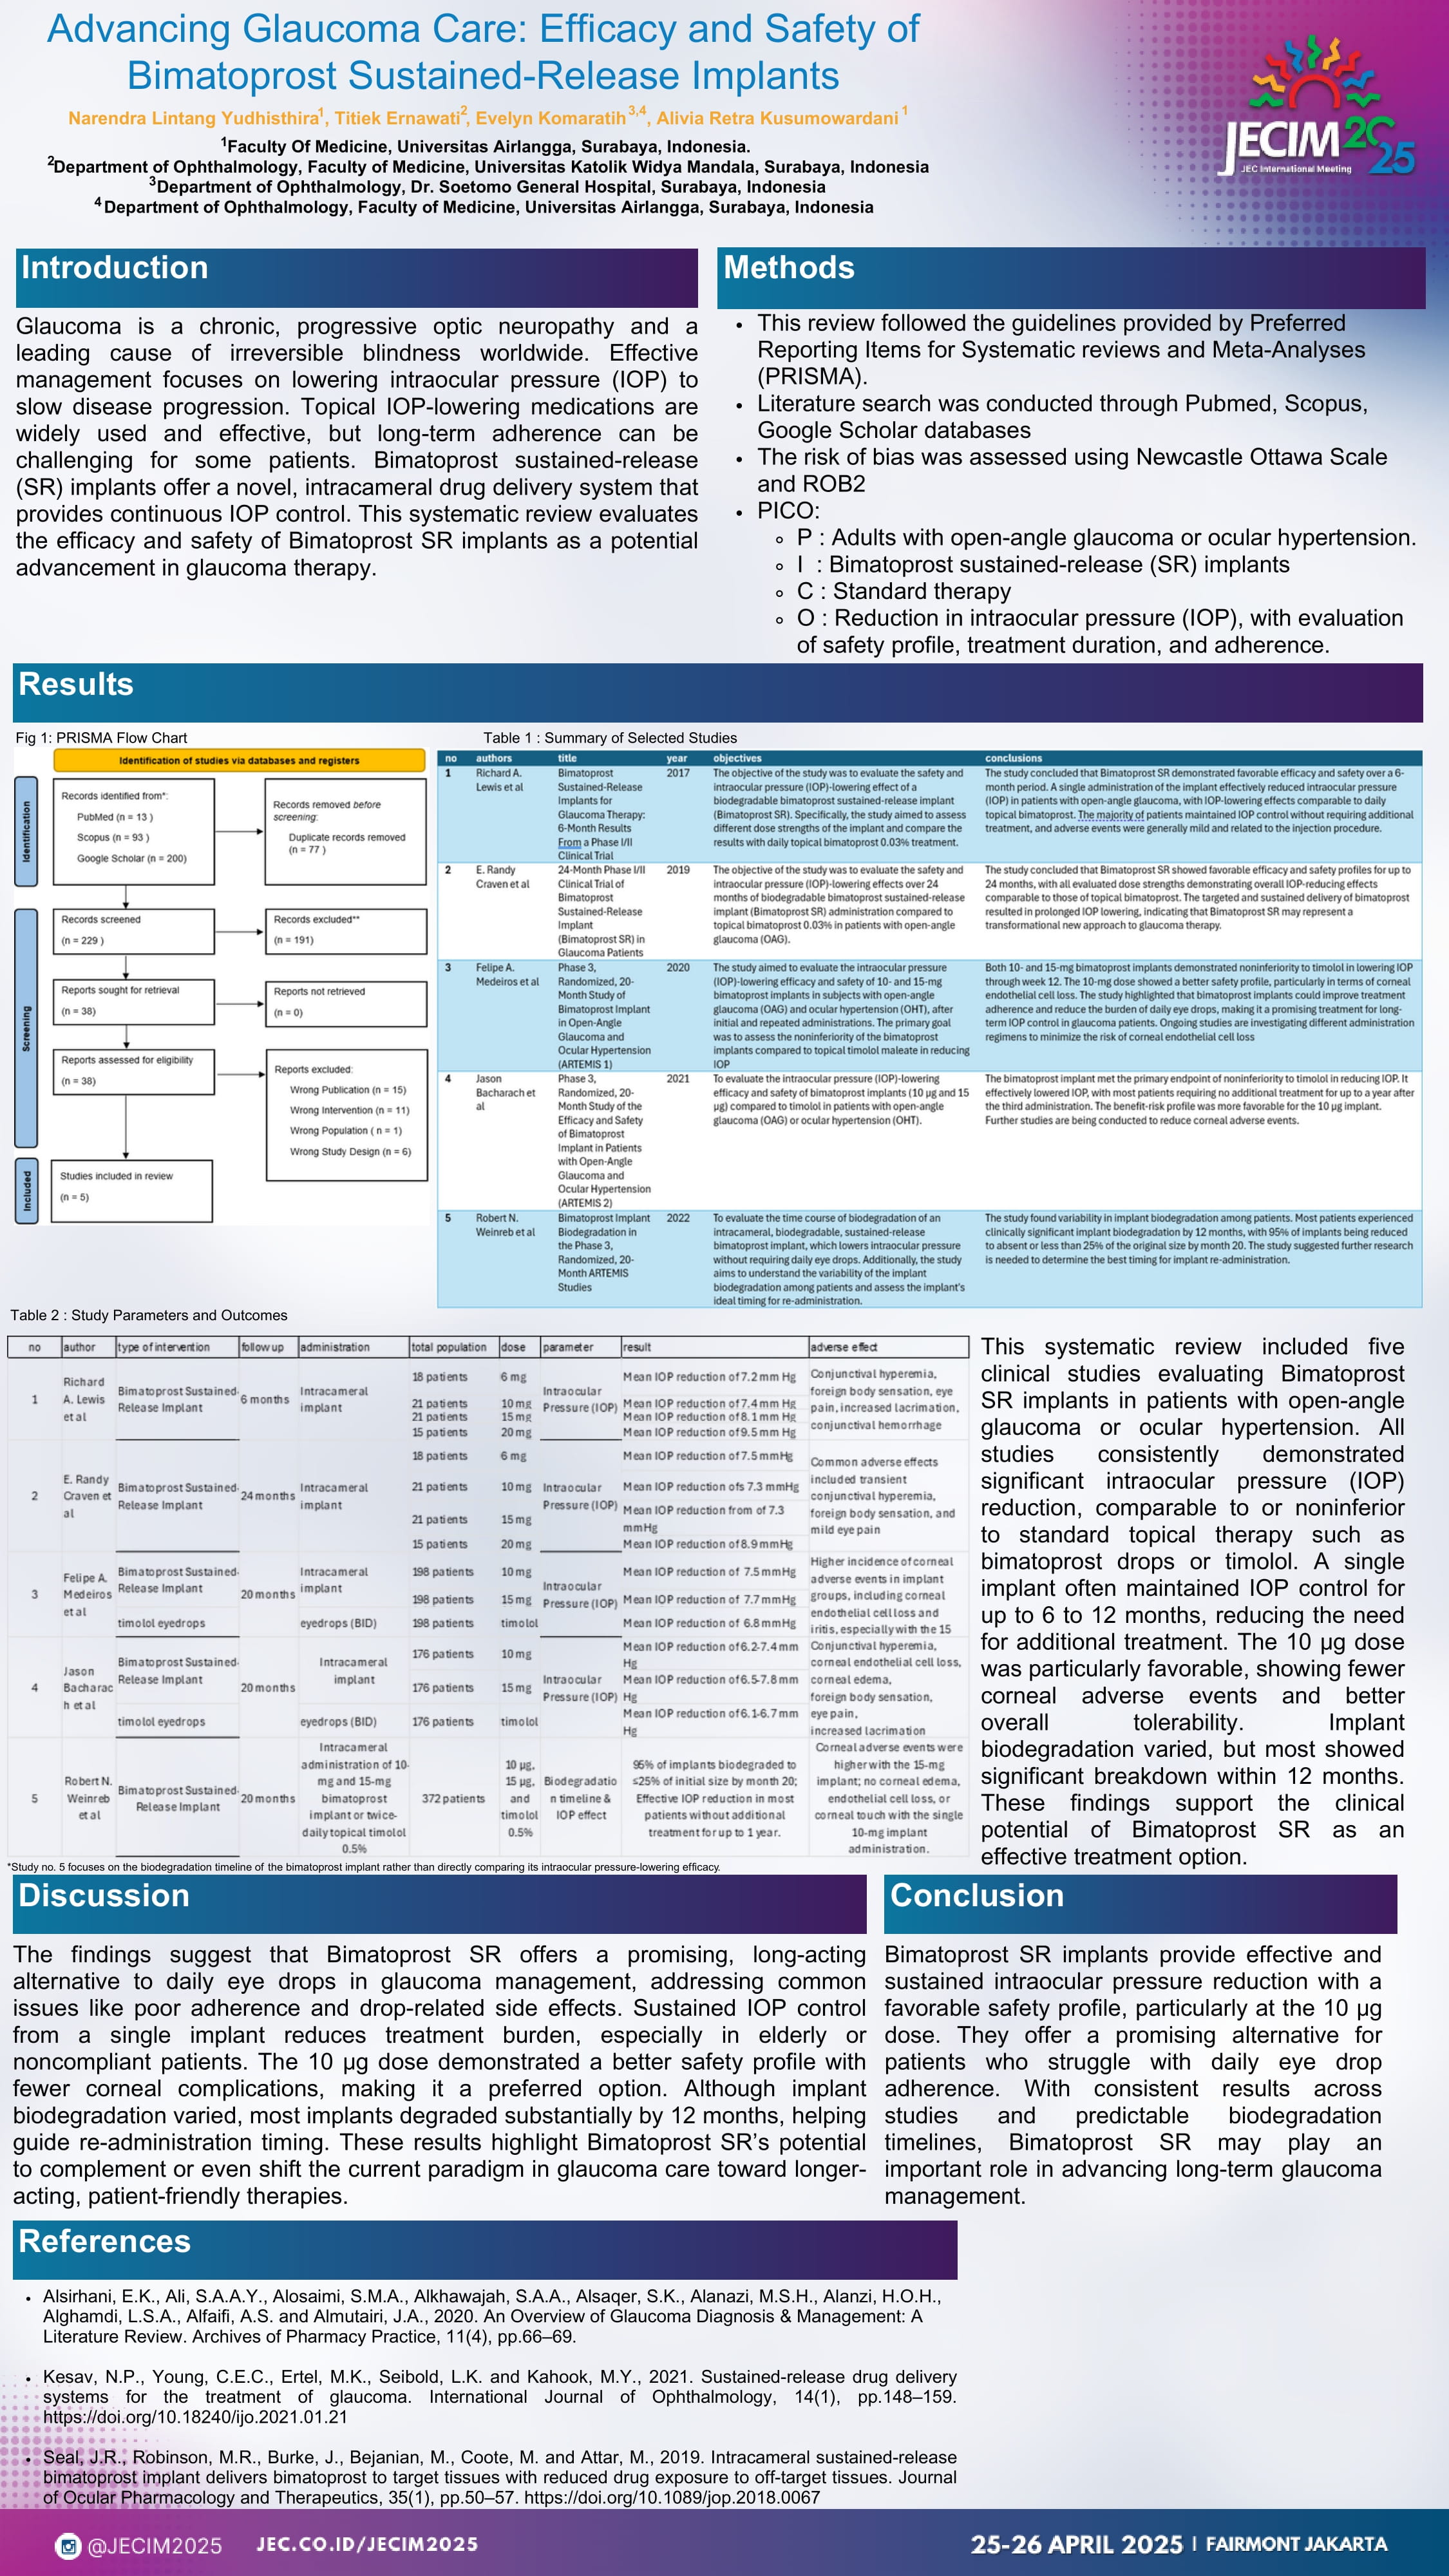 Advancing Glaucoma Care: Efficacy and Safety of
Bimatoprost Sustained-Release Implants
Narendra Lintang Yudhisthira1, Titiek Ernawati2, Evelyn Komaratih3,4, Alivia Retra Kusumowardani 1
1Faculty Of Medicine, Universitas Airlangga, Surabaya, Indonesia.
2Department of Ophthalmology, Faculty of Medicine, Universitas Katolik Widya Mandala, Surabaya, Indonesia
3Department of Ophthalmology, Dr. Soetomo General Hospital, Surabaya, Indonesia
4 Department of Ophthalmology, Faculty of Medicine, Universitas Airlangga, Surabaya, Indonesia
JECIM 2025
JEC International Meeting
Introduction
Glaucoma is a chronic, progressive optic neuropathy and a
leading cause of irreversible blindness worldwide. Effective
management focuses on lowering intraocular pressure (IOP) to
slow disease progression. Topical IOP-lowering medications are
widely used and effective, but long-term adherence can be
challenging for some patients. Bimatoprost sustained-release
(SR) implants offer a novel, intracameral drug delivery system that
provides continuous IOP control. This systematic review evaluates
the efficacy and safety of Bimatoprost SR implants as a potential
advancement in glaucoma therapy.
Methods
• This review followed the guidelines provided by Preferred
Reporting Items for Systematic reviews and Meta-Analyses
(PRISMA).
• Literature search was conducted through Pubmed, Scopus,
Google Scholar databases
• The risk of bias was assessed using Newcastle Ottawa Scale
and ROB2
• PICO:
◦ P : Adults with open-angle glaucoma or ocular hypertension.
◦ I : Bimatoprost sustained-release (SR) implants
◦ C : Standard therapy
◦ O : Reduction in intraocular pressure (IOP), with evaluation
of safety profile, treatment duration, and adherence.
Results
Fig 1: PRISMA Flow Chart
Identification of studies via databases and registers
Identification
Records identified from*:
PubMed (n = 13 )
Scopus (n = 93 )
Google Scholar (n = 200)
Records removed before
screening:
Duplicate records removed
(n = 77 )
Screening
Records screened
(n = 229 )
Records excluded**
(n = 191)
Reports sought for retrieval
(n = 38)
Reports not retrieved
(n = 0)
Reports assessed for eligibility
(n = 38)
Reports excluded:
Wrong Publication (n = 15)
Wrong Intervention (n = 11)
Wrong Population ( n = 1)
Wrong Study Design (n = 6)
Included
Studies included in review
(n = 5)
Table 1 : Summary of Selected Studies
no authors title year objectives conclusions
1
Richard A.
Lewis et al
Bimatoprost
Sustained-Release
Implants for
Glaucoma Therapy:
6-Month Results
From a Phase I/II
Clinical Trial
2017
The objective of the study was to evaluate the safety and
intraocular pressure (IOP)-lowering effect of a
biodegradable bimatoprost sustained-release implant
(Bimatoprost SR). Specifically, the study aimed to assess
different dose strengths of the implant and compare the
results with daily topical bimatoprost 0.03% treatment.
The study concluded that Bimatoprost SR demonstrated favorable efficacy and safety over a 6-
month period. A single administration of the implant effectively reduced intraocular pressure
(IOP) in patients with open-angle glaucoma, with IOP-lowering effects comparable to daily
topical bimatoprost. The majority of patients maintained IOP control without requiring additional
treatment, and adverse events were generally mild and related to the injection procedure.
2
E. Randy
Craven et al
24-Month Phase I/II
Clinical Trial of
Bimatoprost
Sustained-Release
Implant
(Bimatoprost SR) in
Glaucoma Patients
2019
The objective of the study was to evaluate the safety and
intraocular pressure (IOP)-lowering effects over 24
months of biodegradable bimatoprost sustained-release
implant (Bimatoprost SR) administration compared to
topical bimatoprost 0.03% in patients with open-angle
glaucoma (OAG).
The study concluded that Bimatoprost SR showed favorable efficacy and safety profiles for up to
24 months, with all evaluated dose strengths demonstrating overall IOP-reducing effects
comparable to those of topical bimatoprost. The targeted and sustained delivery of bimatoprost
resulted in prolonged IOP lowering, indicating that Bimatoprost SR may represent a
transformational new approach to glaucoma therapy.
3
Felipe A.
Medeiros et al
Phase 3,
Randomized, 20-
Month Study of
Bimatoprost Implant
in Open-Angle
Glaucoma and
Ocular Hypertension
(ARTEMIS 1)
2020
The study aimed to evaluate the intraocular pressure
(IOP)-lowering efficacy and safety of 10- and 15-mg
bimatoprost implants in subjects with open-angle
glaucoma (OAG) and ocular hypertension (OHT), after
initial and repeated administrations. The primary goal
was to assess the noninferiority of the bimatoprost
implants compared to topical timolol maleate in reducing
IOP
Both 10- and 15-mg bimatoprost implants demonstrated noninferiority to timolol in lowering IOP
through week 12. The 10-mg dose showed a better safety profile, particularly in terms of corneal
endothelial cell loss. The study highlighted that bimatoprost implants could improve treatment
adherence and reduce the burden of daily eye drops, making it a promising treatment for long-
term IOP control in glaucoma patients. Ongoing studies are investigating different administration
regimens to minimize the risk of corneal endothelial cell loss
4
Jason
Bacharach et
al
Phase 3,
Randomized, 20-
Month Study of the
Efficacy and Safety
of Bimatoprost
Implant in Patients
with Open-Angle
Glaucoma and
Ocular Hypertension
(ARTEMIS 2)
2021
To evaluate the intraocular pressure (IOP)-lowering
efficacy and safety of bimatoprost implants (10 µg and 15
µg) compared to timolol in patients with open-angle
glaucoma (OAG) or ocular hypertension (OHT).
The bimatoprost implant met the primary endpoint of noninferiority to timolol in reducing IOP. It
effectively lowered IOP, with most patients requiring no additional treatment for up to a year after
the third administration. The benefit-risk profile was more favorable for the 10 µg implant.
Further studies are being conducted to reduce corneal adverse events.
5
Robert N.
Weinreb et al
Bimatoprost Implant
Biodegradation in
the Phase 3,
Randomized, 20-
Month ARTEMIS
Studies
2022
To evaluate the time course of biodegradation of an
intracameral, biodegradable, sustained-release
bimatoprost implant, which lowers intraocular pressure
without requiring daily eye drops. Additionally, the study
aims to understand the variability of the implant
biodegradation among patients and assess the implant's
ideal timing for re-administration.
The study found variability in implant biodegradation among patients. Most patients experienced
clinically significant implant biodegradation by 12 months, with 95% of implants being reduced
to absent or less than 25% of the original size by month 20. The study suggested further research
is needed to determine the best timing for implant re-administration.
Table 2 : Study Parameters and Outcomes
no author type of intervention follow up administration total population dose parameter result adverse effect
1
Richard
A. Lewis
et al
Bimatoprost Sustained-
Release Implant
6 months
Intracameral
implant
18 patients 6 mg
21 patients 10 mg
21 patients 15 mg
15 patients 20 mg
Intraocular
Pressure (IOP)
Mean IOP reduction of 7.2 mm Hg
Mean IOP reduction of 7.4 mm Hg
Mean IOP reduction of 8.1 mm Hg
Mean IOP reduction of 9.5 mm Hg
Conjunctival hyperemia,
foreign body sensation, eye
pain, increased lacrimation,
conjunctival hemorrhage
2
E. Randy
Craven et
al
Bimatoprost Sustained-
Release Implant
24 months
Intracameral
implant
18 patients 6 mg
21 patients 10 mg
21 patients 15 mg
15 patients 20 mg
Intraocular
Pressure (IOP)
Mean IOP reduction of 7.5 mmHg
Mean IOP reduction ofs 7.3 mmHg
Mean IOP reduction from of 7.3
mmHg
Mean IOP reduction of 8.9 mmHg
Common adverse effects
included transient
conjunctival hyperemia,
foreign body sensation, and
mild eye pain
3
Felipe A.
Medeiros
et al
Bimatoprost Sustained-
Release Implant
timolol eyedrops
20 months
Intracameral
implant
eyedrops (BID)
198 patients 10 mg
198 patients 15 mg
198 patients timolol
Intraocular
Pressure (IOP)
Mean IOP reduction of 7.5 mmHg
Mean IOP reduction of 7.7 mmHg
Mean IOP reduction of 6.8 mmHg
Higher incidence of corneal
adverse events in implant
groups, including corneal
endothelial cell loss and
iritis, especially with the 15
4
Jason
Bacharac
h et al
Bimatoprost Sustained-
Release Implant
timolol eyedrops
20 months
Intracameral
implant
eyedrops (BID)
176 patients 10 mg
176 patients 15 mg
176 patients timolol
Intraocular
Pressure (IOP)
Mean IOP reduction of 6.2-7.4 mm
Hg
Mean IOP reduction of 6.5-7.8 mm
Hg
Mean IOP reduction of 6.1-6.7 mm
Hg
Conjunctival hyperemia,
corneal endothelial cell loss,
corneal edema,
foreign body sensation,
eye pain,
increased lacrimation
5
Robert N.
Weinreb
et al
Bimatoprost Sustained-
Release Implant
20 months
Intracameral
administration of 10-
mg and 15-mg
bimatoprost
implant or twice-
daily topical timolol
0.5%
372 patients
10 µg,
15 µg,
and
timolol
0.5%
Biodegradatio
n timeline &
IOP effect
95% of implants biodegraded to
≤25% of initial size by month 20;
Effective IOP reduction in most
patients without additional
treatment for up to 1 year.
Corneal adverse events were
higher with the 15-mg
implant; no corneal edema,
endothelial cell loss, or
corneal touch with the single
10-mg implant
administration.
*Study no. 5 focuses on the biodegradation timeline of the bimatoprost implant rather than directly comparing its intraocular pressure-lowering efficacy.
This systematic review included five
clinical studies evaluating Bimatoprost
SR implants in patients with open-angle
glaucoma or ocular hypertension. All
studies consistently demonstrated
significant intraocular pressure (IOP)
reduction, comparable to or noninferior
to standard topical therapy such as
bimatoprost drops or timolol. A single
implant often maintained IOP control for
up to 6 to 12 months, reducing the need
for additional treatment. The 10 µg dose
was particularly favorable, showing fewer
corneal adverse events and better
overall tolerability. Implant
biodegradation varied, but most showed
significant breakdown within 12 months.
These findings support the clinical
potential of Bimatoprost SR as an
effective treatment option.
Discussion
The findings suggest that Bimatoprost SR offers a promising, long-acting
alternative to daily eye drops in glaucoma management, addressing common
issues like poor adherence and drop-related side effects. Sustained IOP control
from a single implant reduces treatment burden, especially in elderly or
noncompliant patients. The 10 µg dose demonstrated a better safety profile with
fewer corneal complications, making it a preferred option. Although implant
biodegradation varied, most implants degraded substantially by 12 months, helping
guide re-administration timing. These results highlight Bimatoprost SR's potential
to complement or even shift the current paradigm in glaucoma care toward longer-
acting, patient-friendly therapies.
Conclusion
Bimatoprost SR implants provide effective and
sustained intraocular pressure reduction with a
favorable safety profile, particularly at the 10 µg
dose. They offer a promising alternative for
patients who struggle with daily eye drop
adherence. With consistent results across
studies and predictable biodegradation
timelines, Bimatoprost SR may play an
important role in advancing long-term glaucoma
management.
References
• Alsirhani, E.K., Ali, S.A.A.Y., Alosaimi, S.M.A., Alkhawajah, S.A.A., Alsaqer, S.K., Alanazi, M.S.H., Alanzi, H.O.H.,
Alghamdi, L.S.A., Alfaifi, A.S. and Almutairi, J.A., 2020. An Overview of Glaucoma Diagnosis & Management: A
Literature Review. Archives of Pharmacy Practice, 11(4), pp.66–69.
• Kesav, N.P., Young, C.E.C., Ertel, M.K., Seibold, L.K. and Kahook, M.Y., 2021. Sustained-release drug delivery
systems for the treatment of glaucoma. International Journal of Ophthalmology, 14(1), pp.148–159.
https://doi.org/10.18240/ijo.2021.01.21
• Seal, J.R., Robinson, M.R., Burke, J., Bejanian, M., Coote, M. and Attar, M., 2019. Intracameral sustained-release
bimatoprost implant delivers bimatoprost to target tissues with reduced drug exposure to off-target tissues. Journal
of Ocular Pharmacology and Therapeutics, 35(1), pp.50–57. https://doi.org/10.1089/jop.2018.0067
@JECIM2025
JEC.CO.ID/JECIM2025
25-26 APRIL 2025 | FAIRMONT JAKARTA